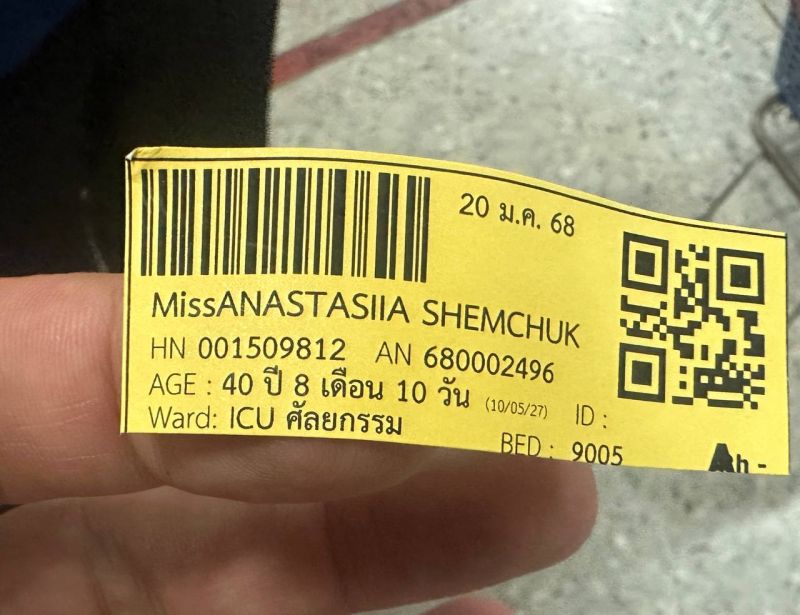 20 ม.ค. 68
MissANASTASIIA SHEMCHUK
HN 001509812 AN 680002496
AGE : 40 ปี 8 เดือน 10 วัน (10/05/27) ID :
Ward: ICU ศัลยกรรม BED : 9005